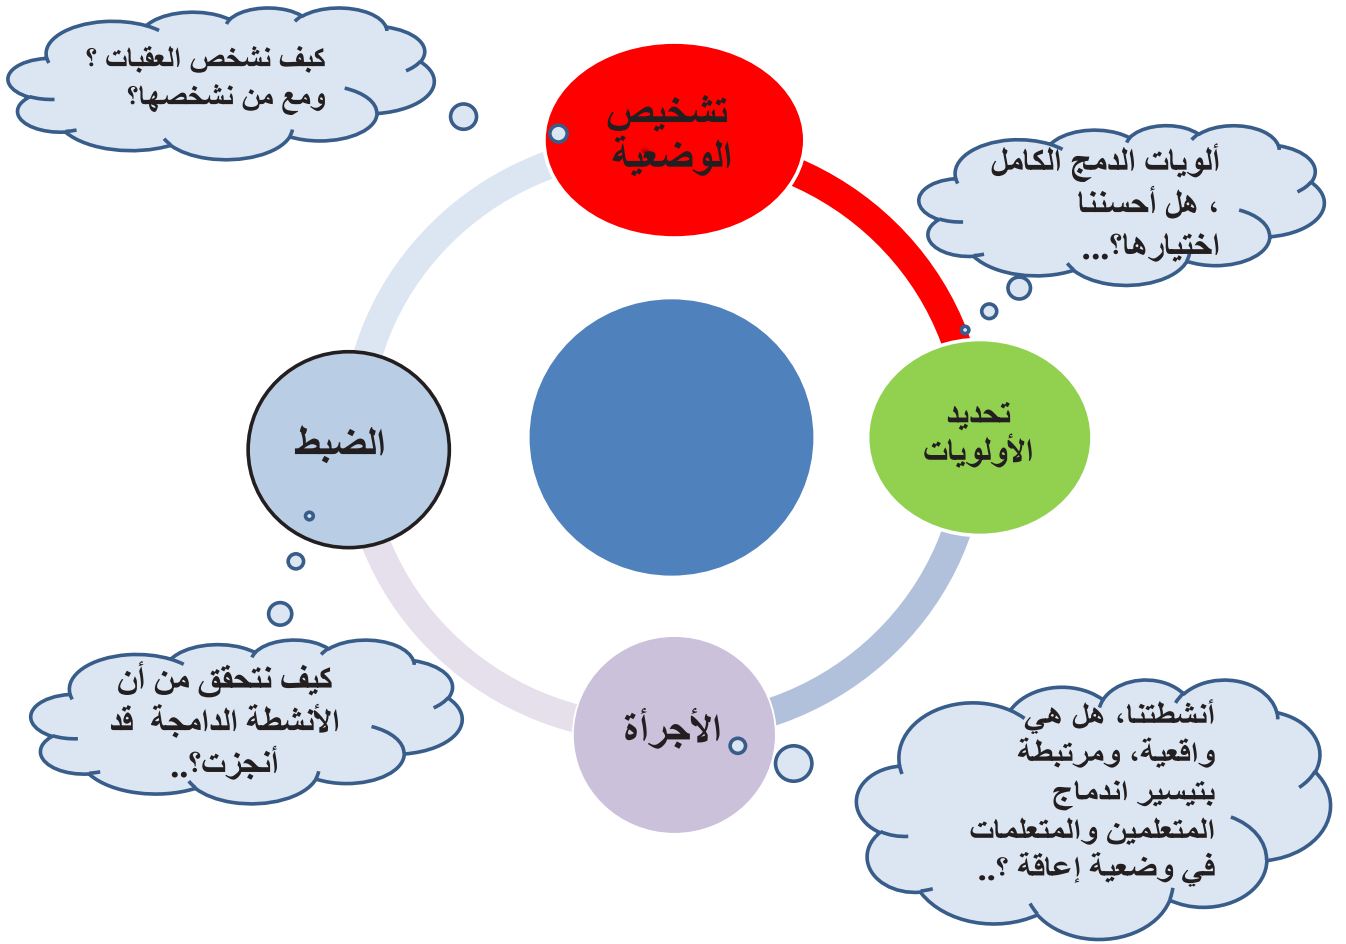 كبف نشخص العقبات ؟
ومع من نشخصها؟
تشخيص
الوضعية
ألويات الدمج الكامل
، هل أحسننا
اختيارها؟...
تحديد
الأولويات
الضبط
كيف نتحقق من أن
الأنشطة الدامجة قد
أنجزت؟..
الأجرأة
أنشطتنا، هل هي
واقعية، ومرتبطة
بتيسير اندماج
المتعلمين والمتعلمات
في وضعية إعاقة ؟..